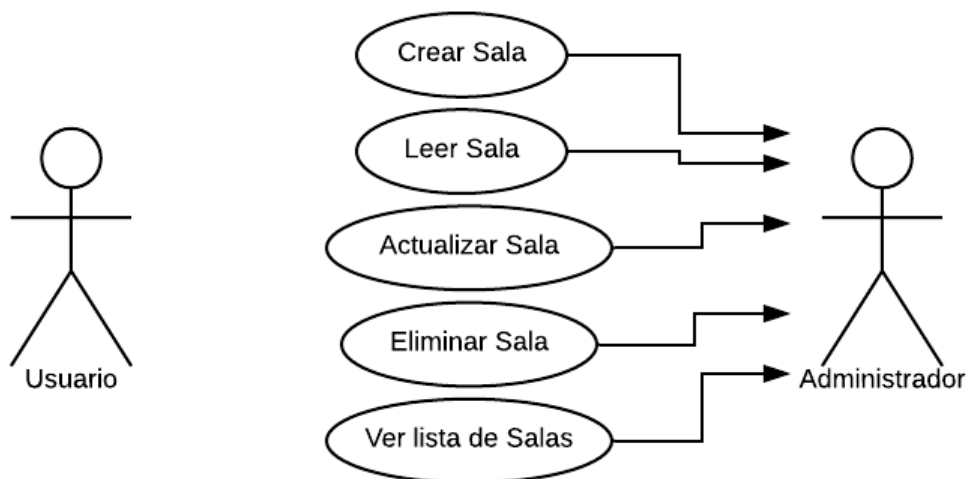 Crear Sala
Leer Sala
Actualizar Sala
Eliminar Sala
Usuario
Administrador
Ver lista de Salas